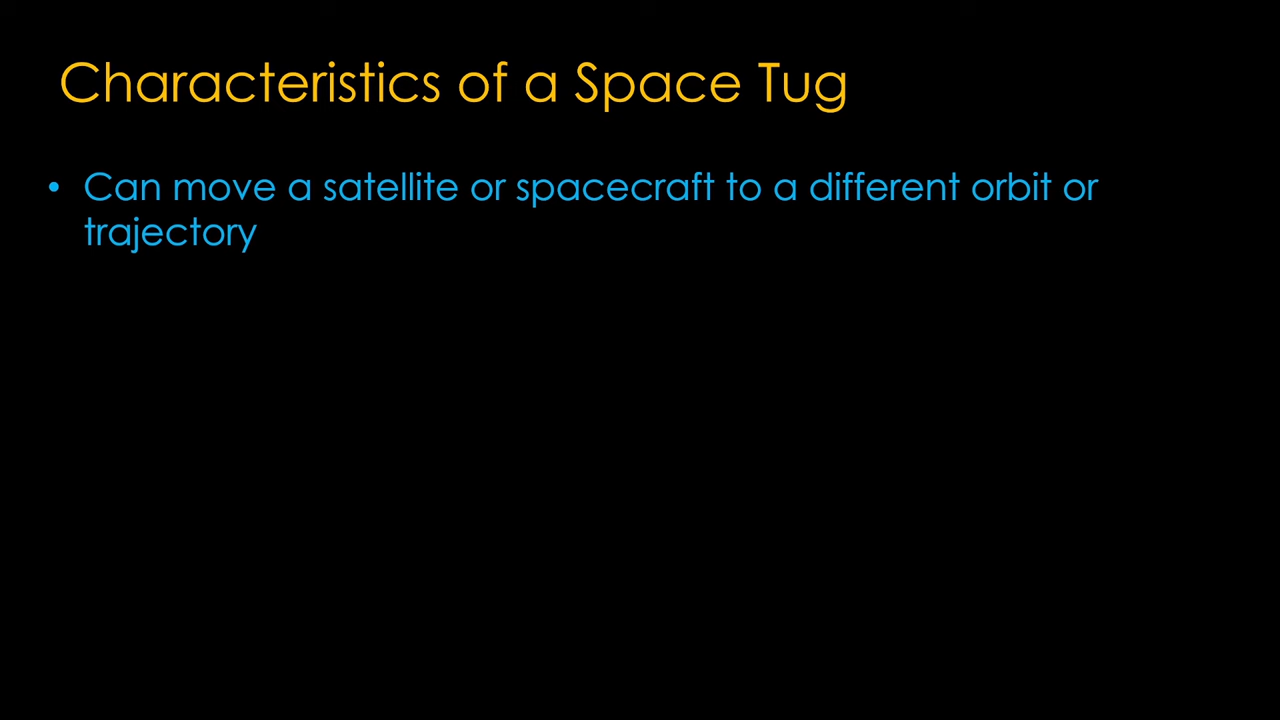 Characteristics of a Space Tug
• Can move a satellite or spacecraft to a different orbit or
trajectory